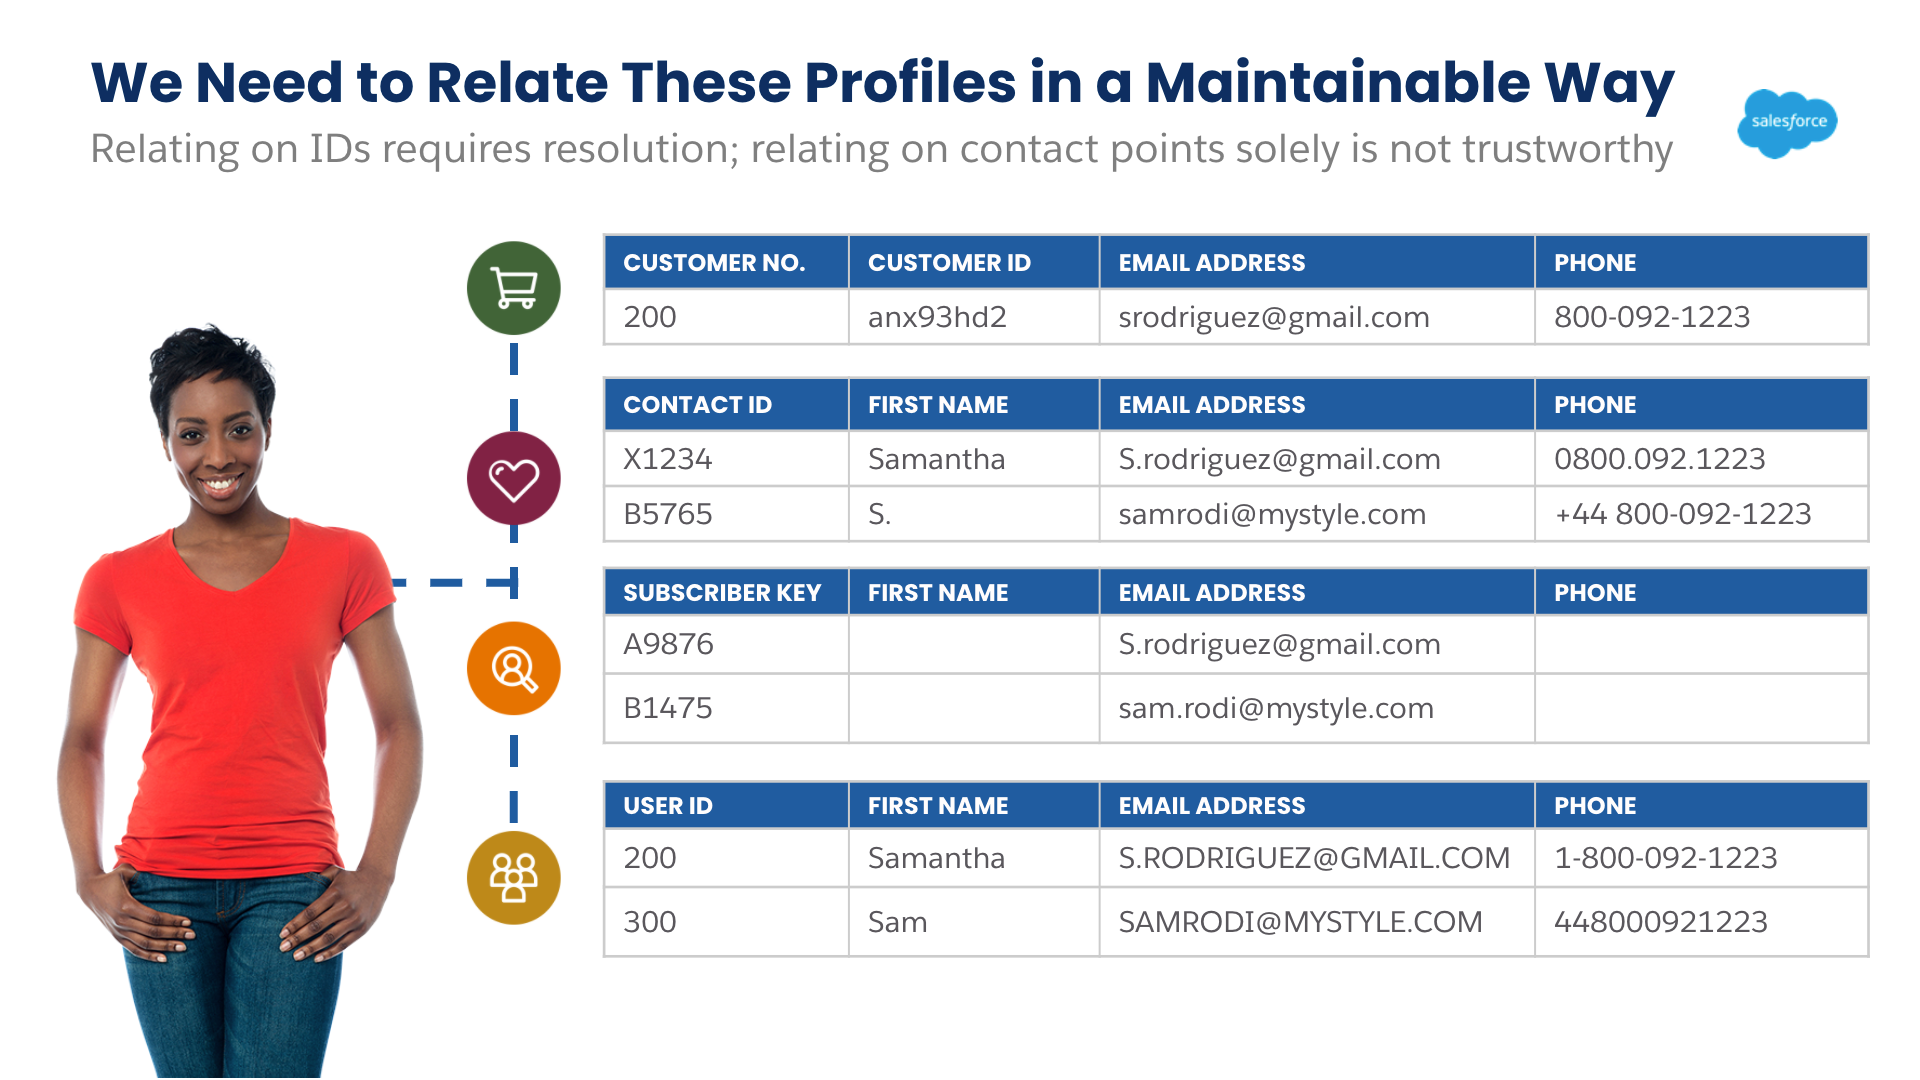 We Need to Relate These Profiles in a Maintainable Way
Relating on IDs requires resolution; relating on contact points solely is not trustworthy
salesforce
CUSTOMER NO. CUSTOMER ID EMAIL ADDRESS PHONE
200 anx93hd2 srodriguez@gmail.com 800-092-1223
CONTACT ID FIRST NAME EMAIL ADDRESS PHONE
X1234 Samantha S.rodriguez@gmail.com 0800.092.1223
B5765 S. samrodi@mystyle.com +44 800-092-1223
SUBSCRIBER KEY FIRST NAME EMAIL ADDRESS PHONE
A9876 S.rodriguez@gmail.com
B1475 sam.rodi@mystyle.com
USER ID FIRST NAME EMAIL ADDRESS PHONE
200 Samantha S.RODRIGUEZ@GMAIL.COM 1-800-092-1223
300 Sam SAMRODI@MYSTYLE.COM 448000921223